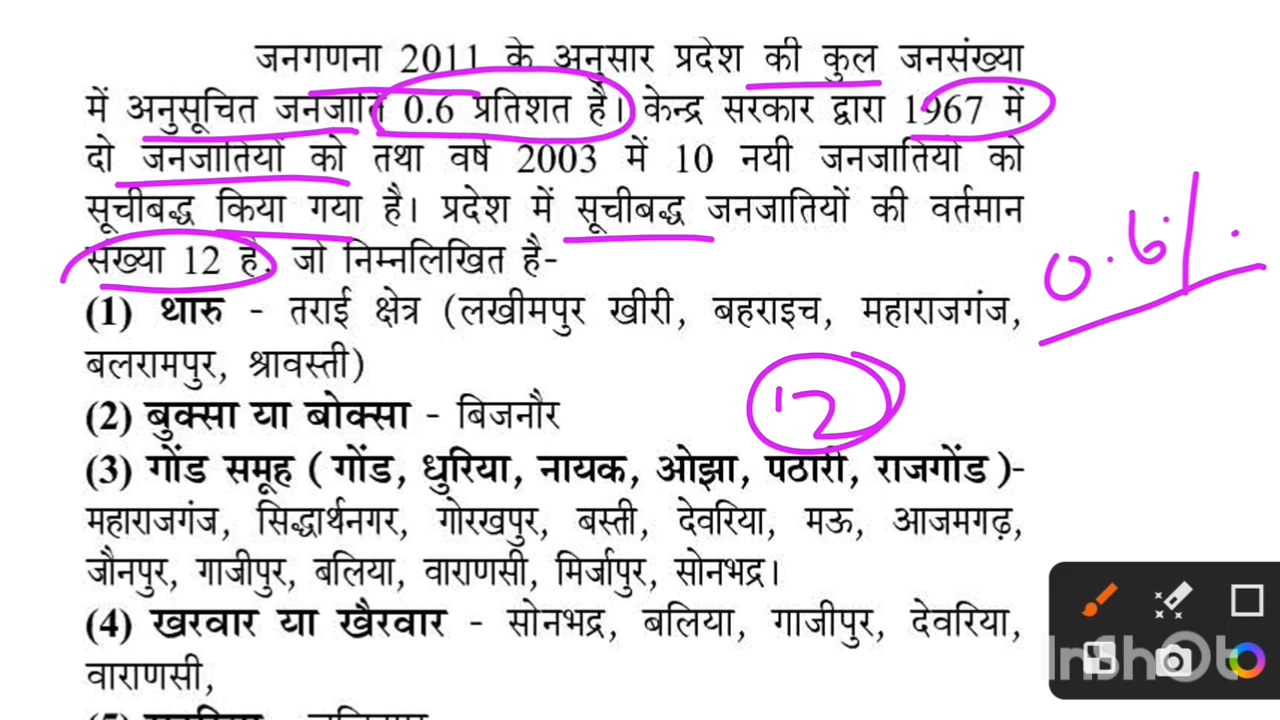 जनगणना 2011 के अनुसार प्रदेश की कुल जनसंख्या
में अनुसूचित जनजाति 0.6 प्रतिशत है। केन्द्र सरकार द्वारा 1967 में
दो जनजातियों को तथा वर्ष 2003 में 10 नयी जनजातियों को
सूचीबद्ध किया गया है। प्रदेश में सूचीबद्ध जनजातियों की वर्तमान
संख्या 12 है, जो निम्नलिखित है-
0.6%
(1) थारु - तराई क्षेत्र (लखीमपुर खीरी, बहराइच, महाराजगंज,
बलरामपुर, श्रावस्ती)
12
(2) बुक्सा या बोक्सा - बिजनौर
(3) गोंड समूह (गोंड, धुरिया, नायक, ओझा, पठारी, राजगोंड)-
महाराजगंज, सिद्धार्थनगर, गोरखपुर, बस्ती, देवरिया, मऊ, आजमगढ़,
जौनपुर, गाजीपुर, बलिया, वाराणसी, मिर्जापुर, सोनभद्र।
(4) खरवार या खैरवार - सोनभद्र, बलिया, गाजीपुर, देवरिया,
वाराणसी,
InShOt